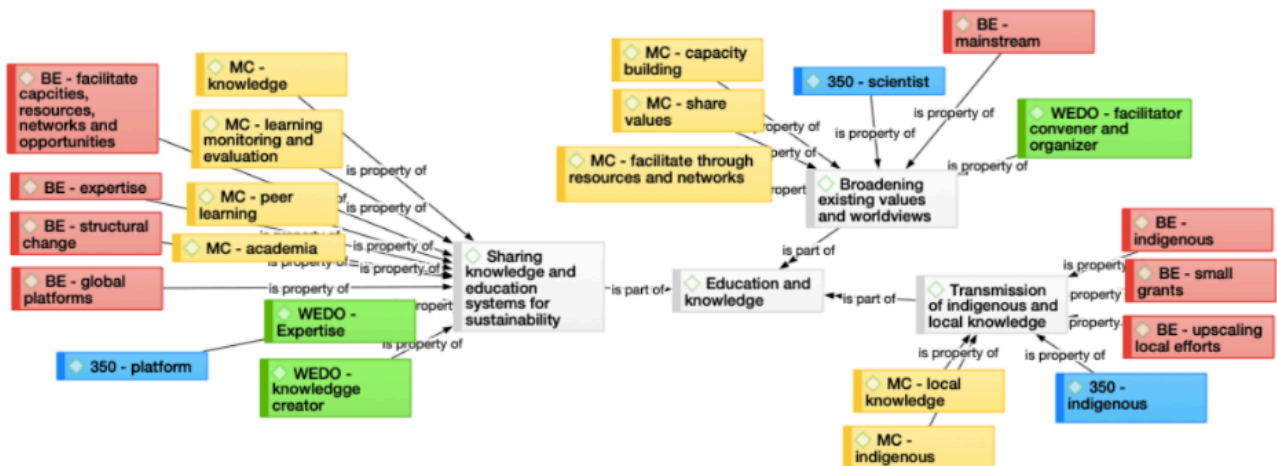 BE - facilitate
capcities,
resources,
networks and
opportunities
BE - expertise
BE - structural
change
BE - global
platforms
MC -
knowledge
MC - learning
monitoring and
evaluation
MC - peer
learning
MC - academia
WEDO -
Expertise
WEDO -
knowledgge
creator
350 - platform
is property of
is property of
is property of
is property of
is property of
is property of
is property of
is property of
Sharing
knowledge and
education
systems for
sustainability
is part of
Education and
knowledge
MC - capacity
building
MC - share
values
MC - facilitate through
resources and networks
350 - scientist
BE -
mainstream
WEDO - facilitator
convener and
organizer
property of
is property of
is property of
is property of
Broadening
existing values
and worldviews
is part of
is part of
Transmission
of indigenous and
local knowledge
BE -
indigenous
BE - small
grants
BE - upscaling
local efforts
is property
property
property
is property of
is property of
is property of
MC - local
knowledge
MC -
indigenous
350 -
indigenous